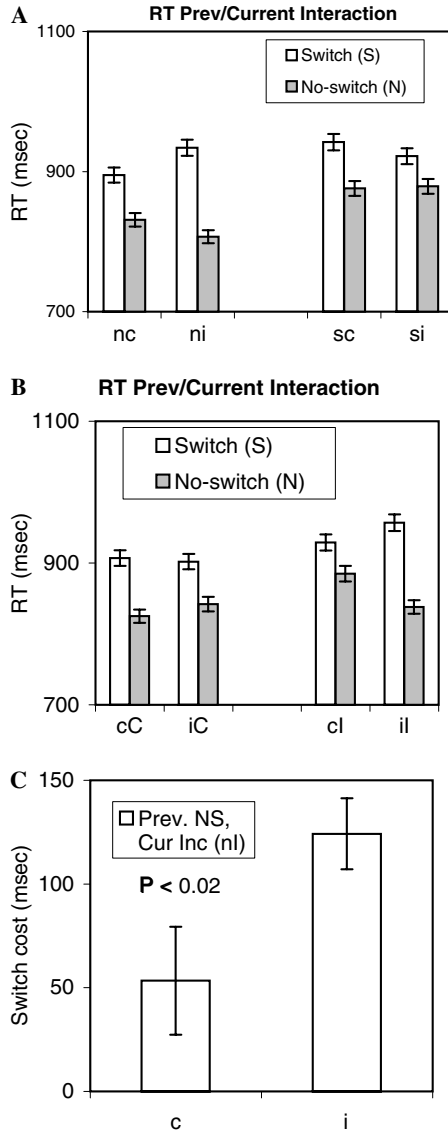 A
RT Prev/Current Interaction
1100
Switch (S)
No-switch (N)
900
700
RT (msec)
nc ni sc si
B
RT Prev/Current Interaction
1100
Switch (S)
No-switch (N)
900
700
RT (msec)
cC iC cI iI
C
150
Prev. NS,
Cur Inc (nI)
P < 0.02
100
50
0
Switch cost (msec)
c i